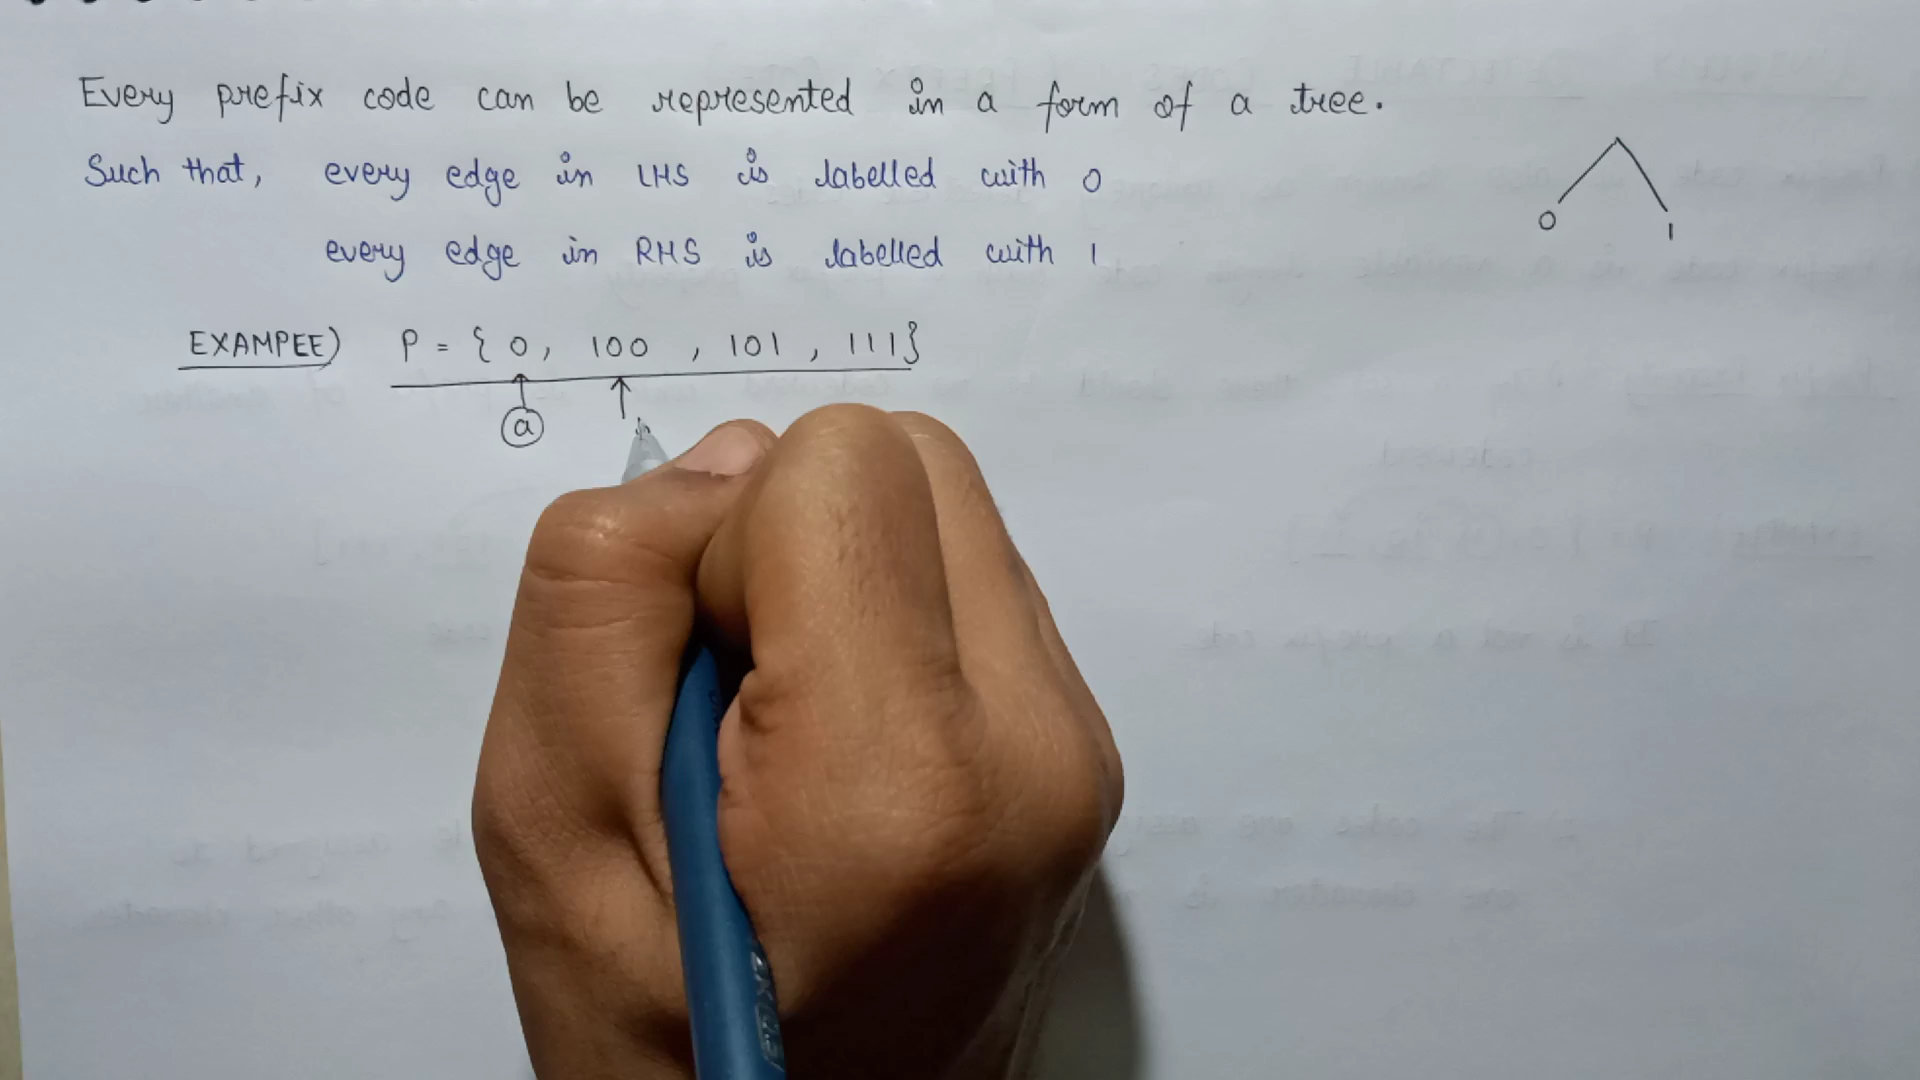 Every prefix code can be represented in a form of a tree.
Such that, every edge in LHS is labelled with 0
every edge in RHS is labelled with 1
0 1
EXAMPEE) P = { 0, 100 , 101 , 111}
a